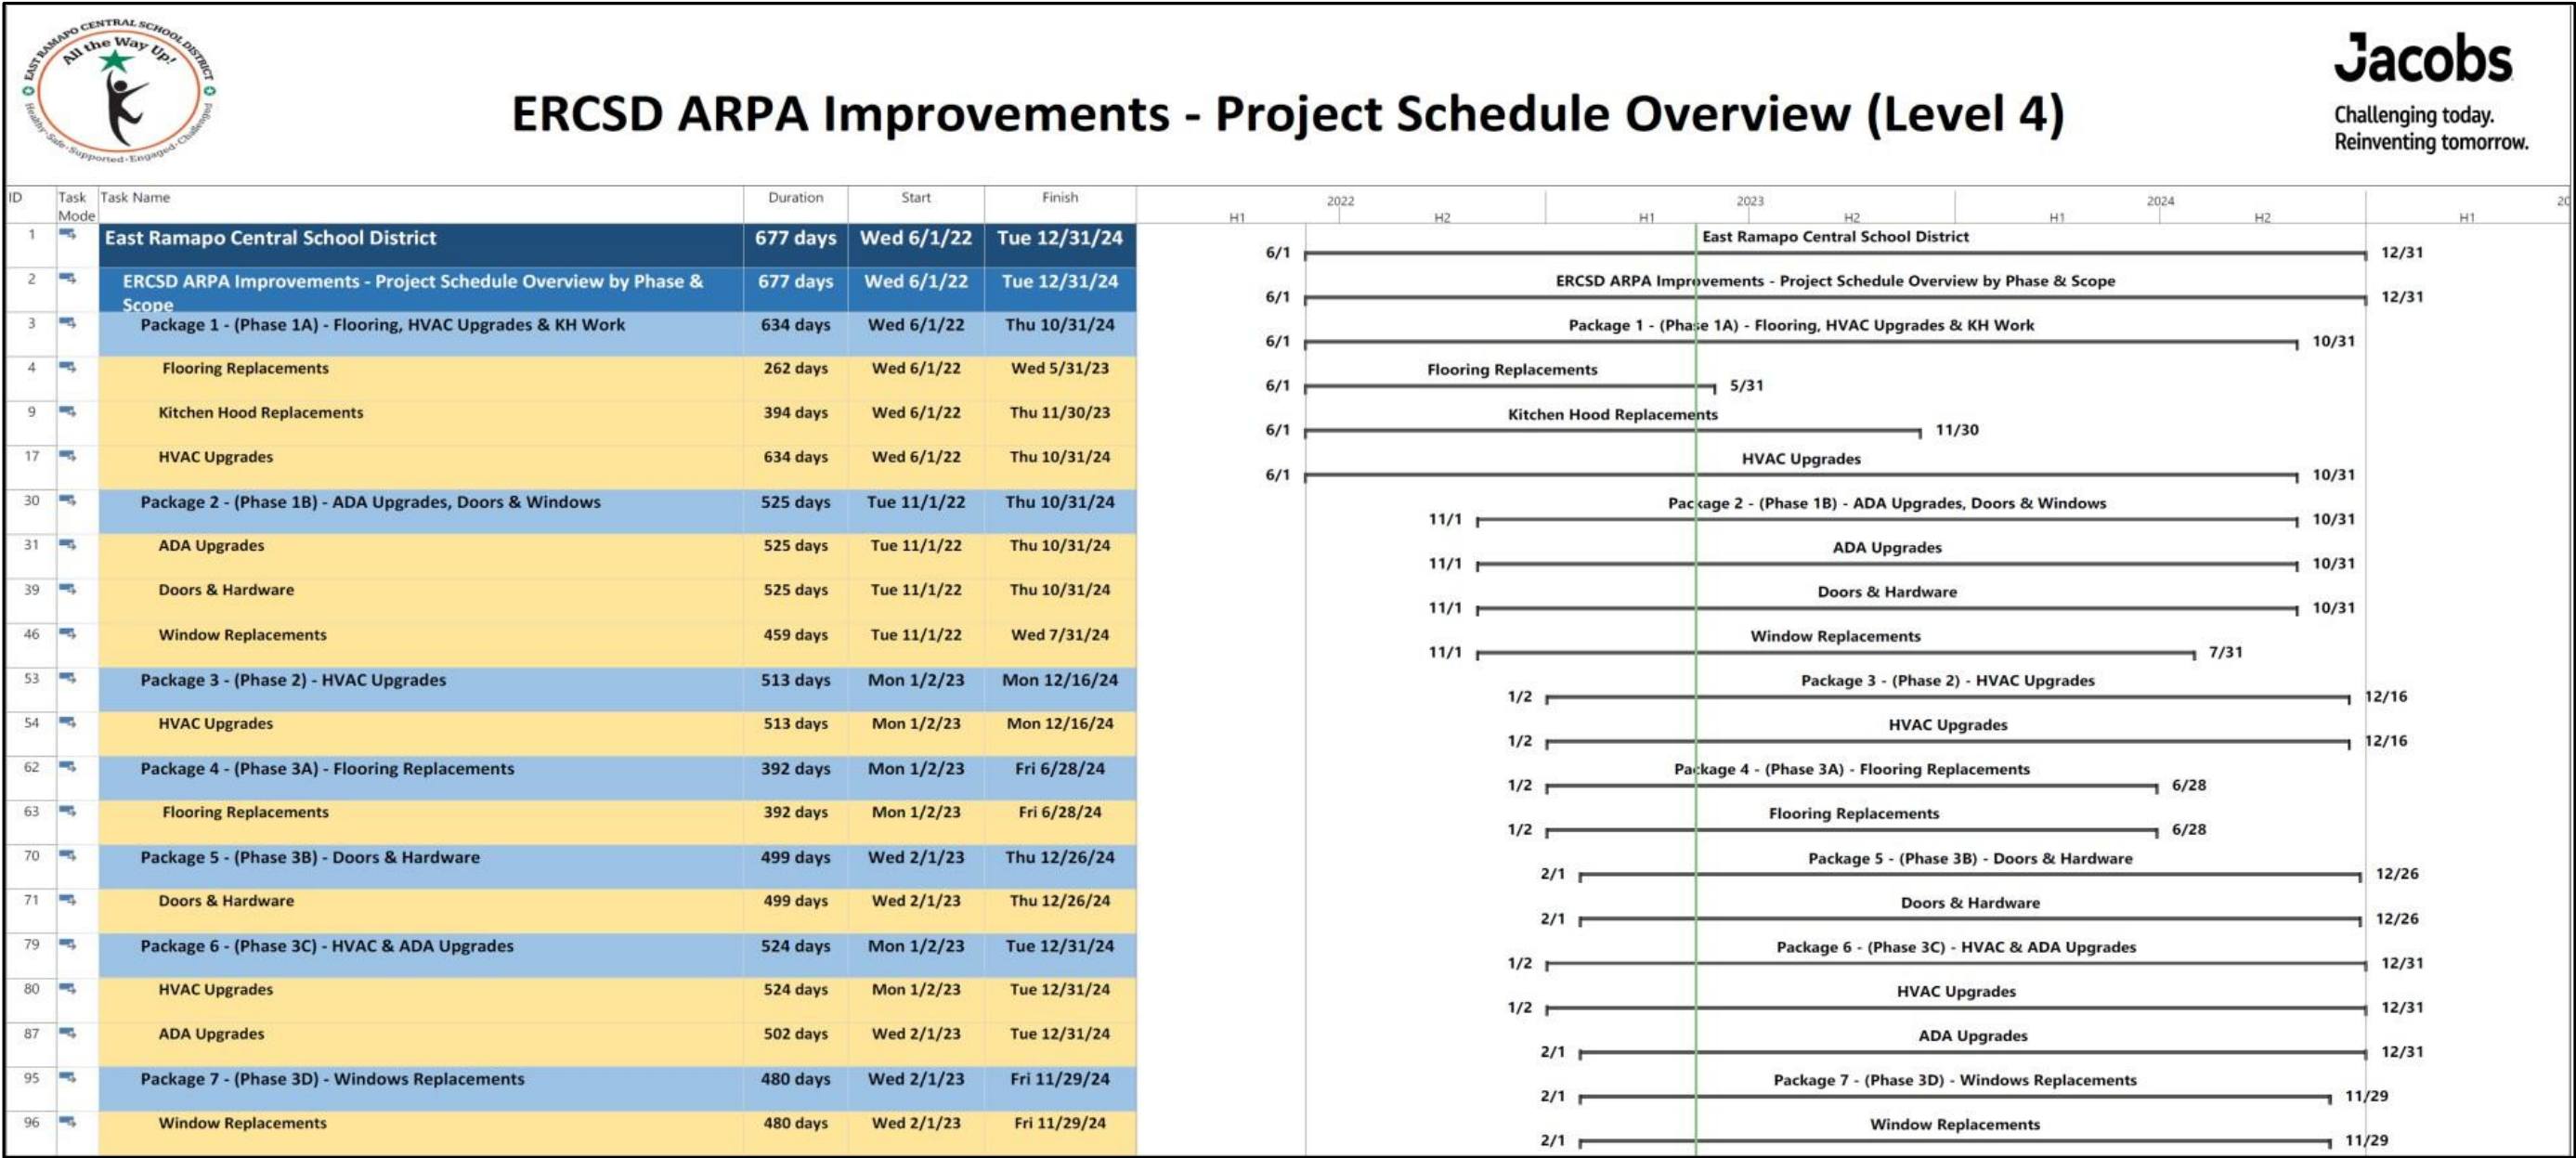 EAST RAMAPO CENTRAL SCHOOL DISTRICT
All the Way Up!
Healthy-Safe-Supported-Engaged-Challenged
Jacobs
Challenging today.
Reinventing tomorrow.
ERCSD ARPA Improvements - Project Schedule Overview (Level 4)
ID Task Mode Task Name Duration Start Finish 2022 2023 2024 20
H1 H2 H1 H2 H1 H2 H1
1 East Ramapo Central School District 677 days Wed 6/1/22 Tue 12/31/24 6/1 East Ramapo Central School District 12/31
2 ERCSD ARPA Improvements - Project Schedule Overview by Phase & Scope 677 days Wed 6/1/22 Tue 12/31/24 6/1 ERCSD ARPA Improvements - Project Schedule Overview by Phase & Scope 12/31
3 Package 1 - (Phase 1A) - Flooring, HVAC Upgrades & KH Work 634 days Wed 6/1/22 Thu 10/31/24 6/1 Package 1 - (Phase 1A) - Flooring, HVAC Upgrades & KH Work 10/31
4 Flooring Replacements 262 days Wed 6/1/22 Wed 5/31/23 6/1 Flooring Replacements 5/31
9 Kitchen Hood Replacements 394 days Wed 6/1/22 Thu 11/30/23 6/1 Kitchen Hood Replacements 11/30
17 HVAC Upgrades 634 days Wed 6/1/22 Thu 10/31/24 6/1 HVAC Upgrades 10/31
30 Package 2 - (Phase 1B) - ADA Upgrades, Doors & Windows 525 days Tue 11/1/22 Thu 10/31/24 11/1 Package 2 - (Phase 1B) - ADA Upgrades, Doors & Windows 10/31
31 ADA Upgrades 525 days Tue 11/1/22 Thu 10/31/24 11/1 ADA Upgrades 10/31
39 Doors & Hardware 525 days Tue 11/1/22 Thu 10/31/24 11/1 Doors & Hardware 10/31
46 Window Replacements 459 days Tue 11/1/22 Wed 7/31/24 11/1 Window Replacements 7/31
53 Package 3 - (Phase 2) - HVAC Upgrades 513 days Mon 1/2/23 Mon 12/16/24 1/2 Package 3 - (Phase 2) - HVAC Upgrades 12/16
54 HVAC Upgrades 513 days Mon 1/2/23 Mon 12/16/24 1/2 HVAC Upgrades 12/16
62 Package 4 - (Phase 3A) - Flooring Replacements 392 days Mon 1/2/23 Fri 6/28/24 1/2 Package 4 - (Phase 3A) - Flooring Replacements 6/28
63 Flooring Replacements 392 days Mon 1/2/23 Fri 6/28/24 1/2 Flooring Replacements 6/28
70 Package 5 - (Phase 3B) - Doors & Hardware 499 days Wed 2/1/23 Thu 12/26/24 2/1 Package 5 - (Phase 3B) - Doors & Hardware 12/26
71 Doors & Hardware 499 days Wed 2/1/23 Thu 12/26/24 2/1 Doors & Hardware 12/26
79 Package 6 - (Phase 3C) - HVAC & ADA Upgrades 524 days Mon 1/2/23 Tue 12/31/24 1/2 Package 6 - (Phase 3C) - HVAC & ADA Upgrades 12/31
80 HVAC Upgrades 524 days Mon 1/2/23 Tue 12/31/24 1/2 HVAC Upgrades 12/31
87 ADA Upgrades 502 days Wed 2/1/23 Tue 12/31/24 2/1 ADA Upgrades 12/31
95 Package 7 - (Phase 3D) - Windows Replacements 480 days Wed 2/1/23 Fri 11/29/24 2/1 Package 7 - (Phase 3D) - Windows Replacements 11/29
96 Window Replacements 480 days Wed 2/1/23 Fri 11/29/24 2/1 Window Replacements 11/29